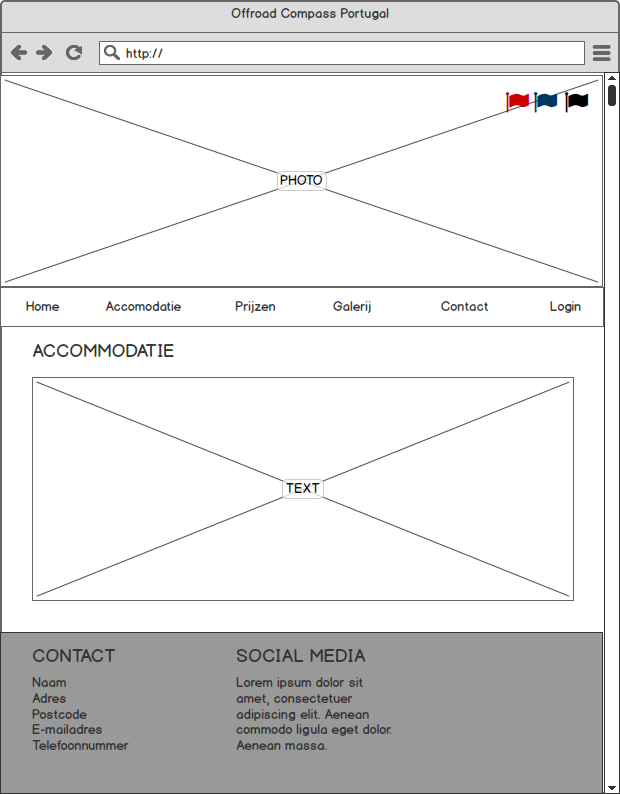 Offroad Compass Portugal
http://
PHOTO
Home Accomodatie Prijzen Galerij Contact Login
ACCOMMODATIE
TEXT
CONTACT
Naam
Adres
Postcode
E-mailadres
Telefoonnummer
SOCIAL MEDIA
Lorem ipsum dolor sit
amet, consectetuer
adipiscing elit. Aenean
commodo ligula eget dolor.
Aenean massa.